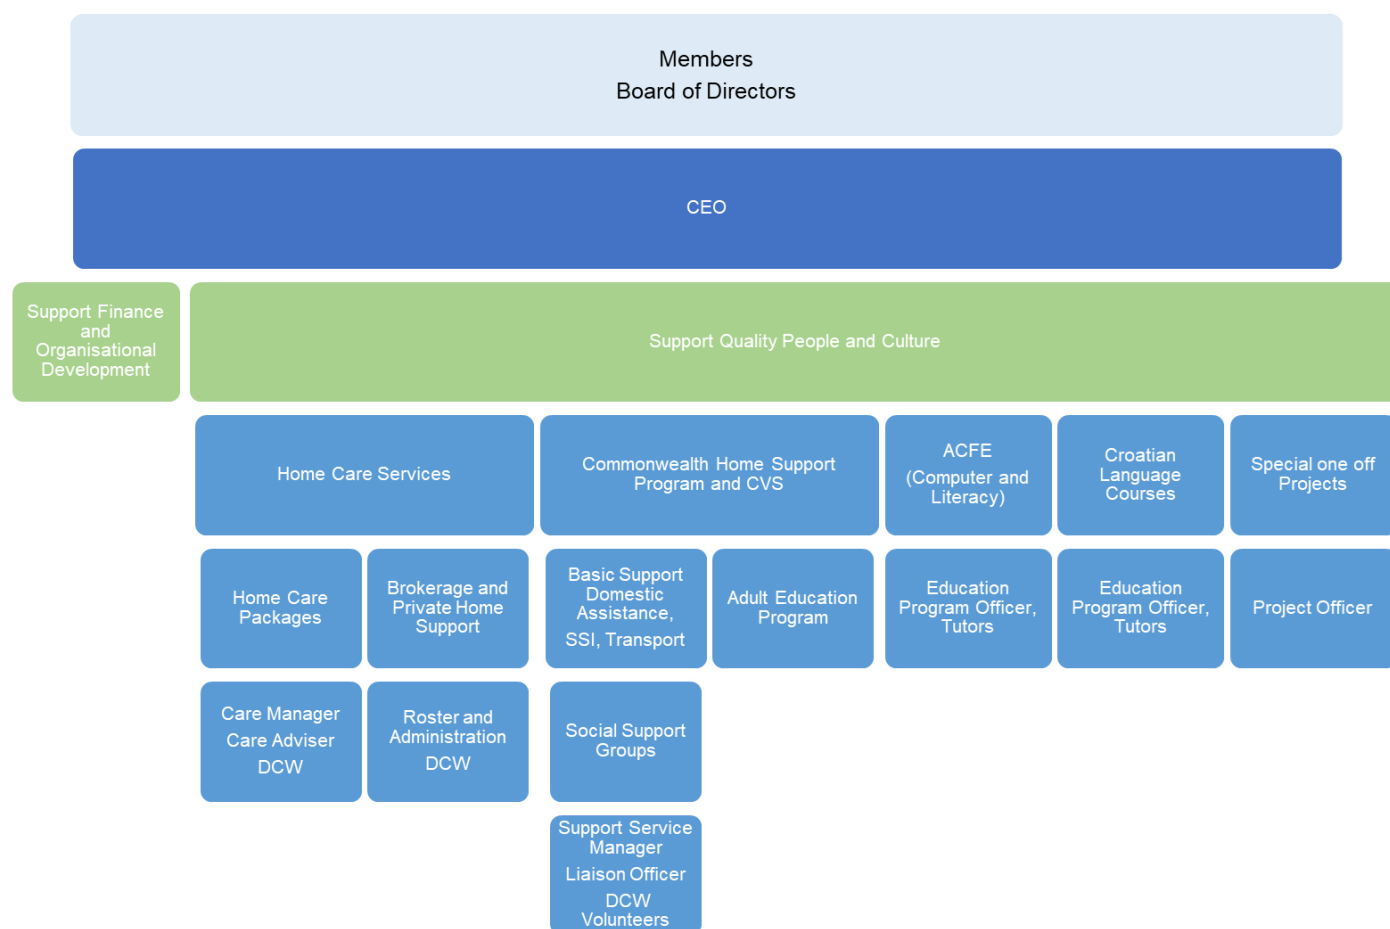 Members
Board of Directors
CEO
Support Finance
and
Organisational
Development
Support Quality People and Culture
Home Care Services
Commonwealth Home Support
Program and CVS
ACFE
(Computer and
Literacy)
Croatian
Language
Courses
Special one off
Projects
Home Care
Packages
Brokerage and
Private Home
Support
Basic Support
Domestic
Assistance,
SSI, Transport
Adult Education
Program
Education
Program Officer,
Tutors
Education
Program Officer,
Tutors
Project Officer
Care Manager
Care Adviser
DCW
Roster and
Administration
DCW
Social Support
Groups
Support Service
Manager
Liaison Officer
DCW
Volunteers